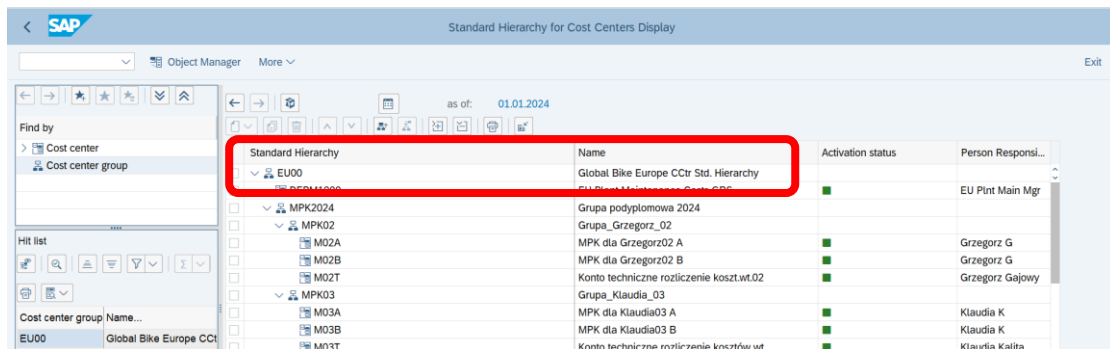 SAP
Standard Hierarchy for Cost Centers Display
Object Manager More Exit
as of: 01.01.2024
Find by
Cost center
Cost center group
Standard Hierarchy Name Activation status Person Responsi...
EU00 Global Bike Europe CCtr Std. Hierarchy
EU Plnt Main Mgr
MPK2024 Grupa podyplomowa 2024
MPK02 Grupa_Grzegorz_02
M02A MPK dla Grzegorz02 A Grzegorz G
M02B MPK dla Grzegorz02 B Grzegorz G
M02T Konto techniczne rozliczenie koszt.wt.02 Grzegorz Gajowy
MPK03 Grupa_Klaudia_03
M03A MPK dla Klaudia03 A Klaudia K
M03B MPK dla Klaudia03 B Klaudia K
M03T Konto techniczne rozliczenie kosztów wt Klaudia Kalita
Hit list
Cost center group Name...
EU00 Global Bike Europe CCt